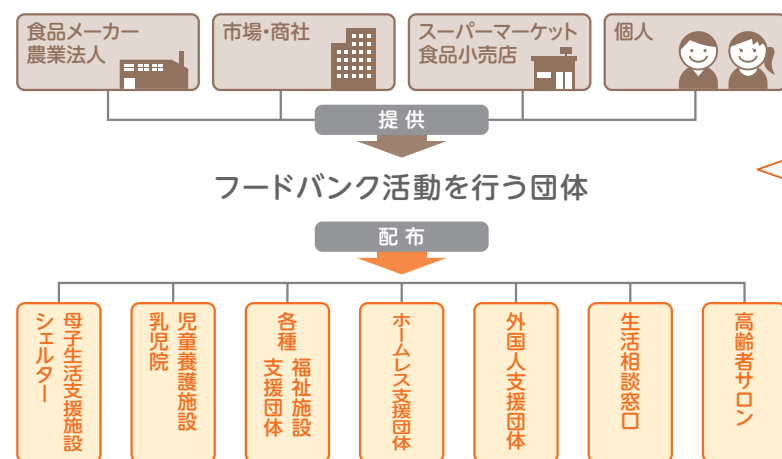 食品メーカー
農業法人
市場・商社
スーパーマーケット
食品小売店
個人
提供
フードバンク活動を行う団体
配布
母子生活支援施設
シェルター
児童養護施設
乳児院
各種 福祉施設
支援団体
ホームレス支援団体
外国人支援団体
生活相談窓口
高齢者サロン